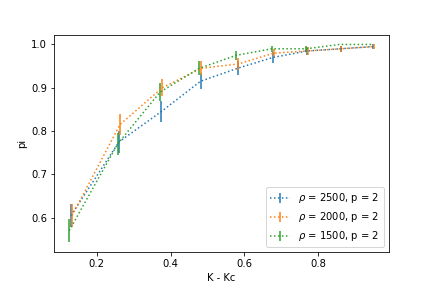 1.0
0.9
0.8
0.7
0.6
pi
ρ = 2500, p = 2
ρ = 2000, p = 2
ρ = 1500, p = 2
0.2 0.4 0.6 0.8
K - Kc